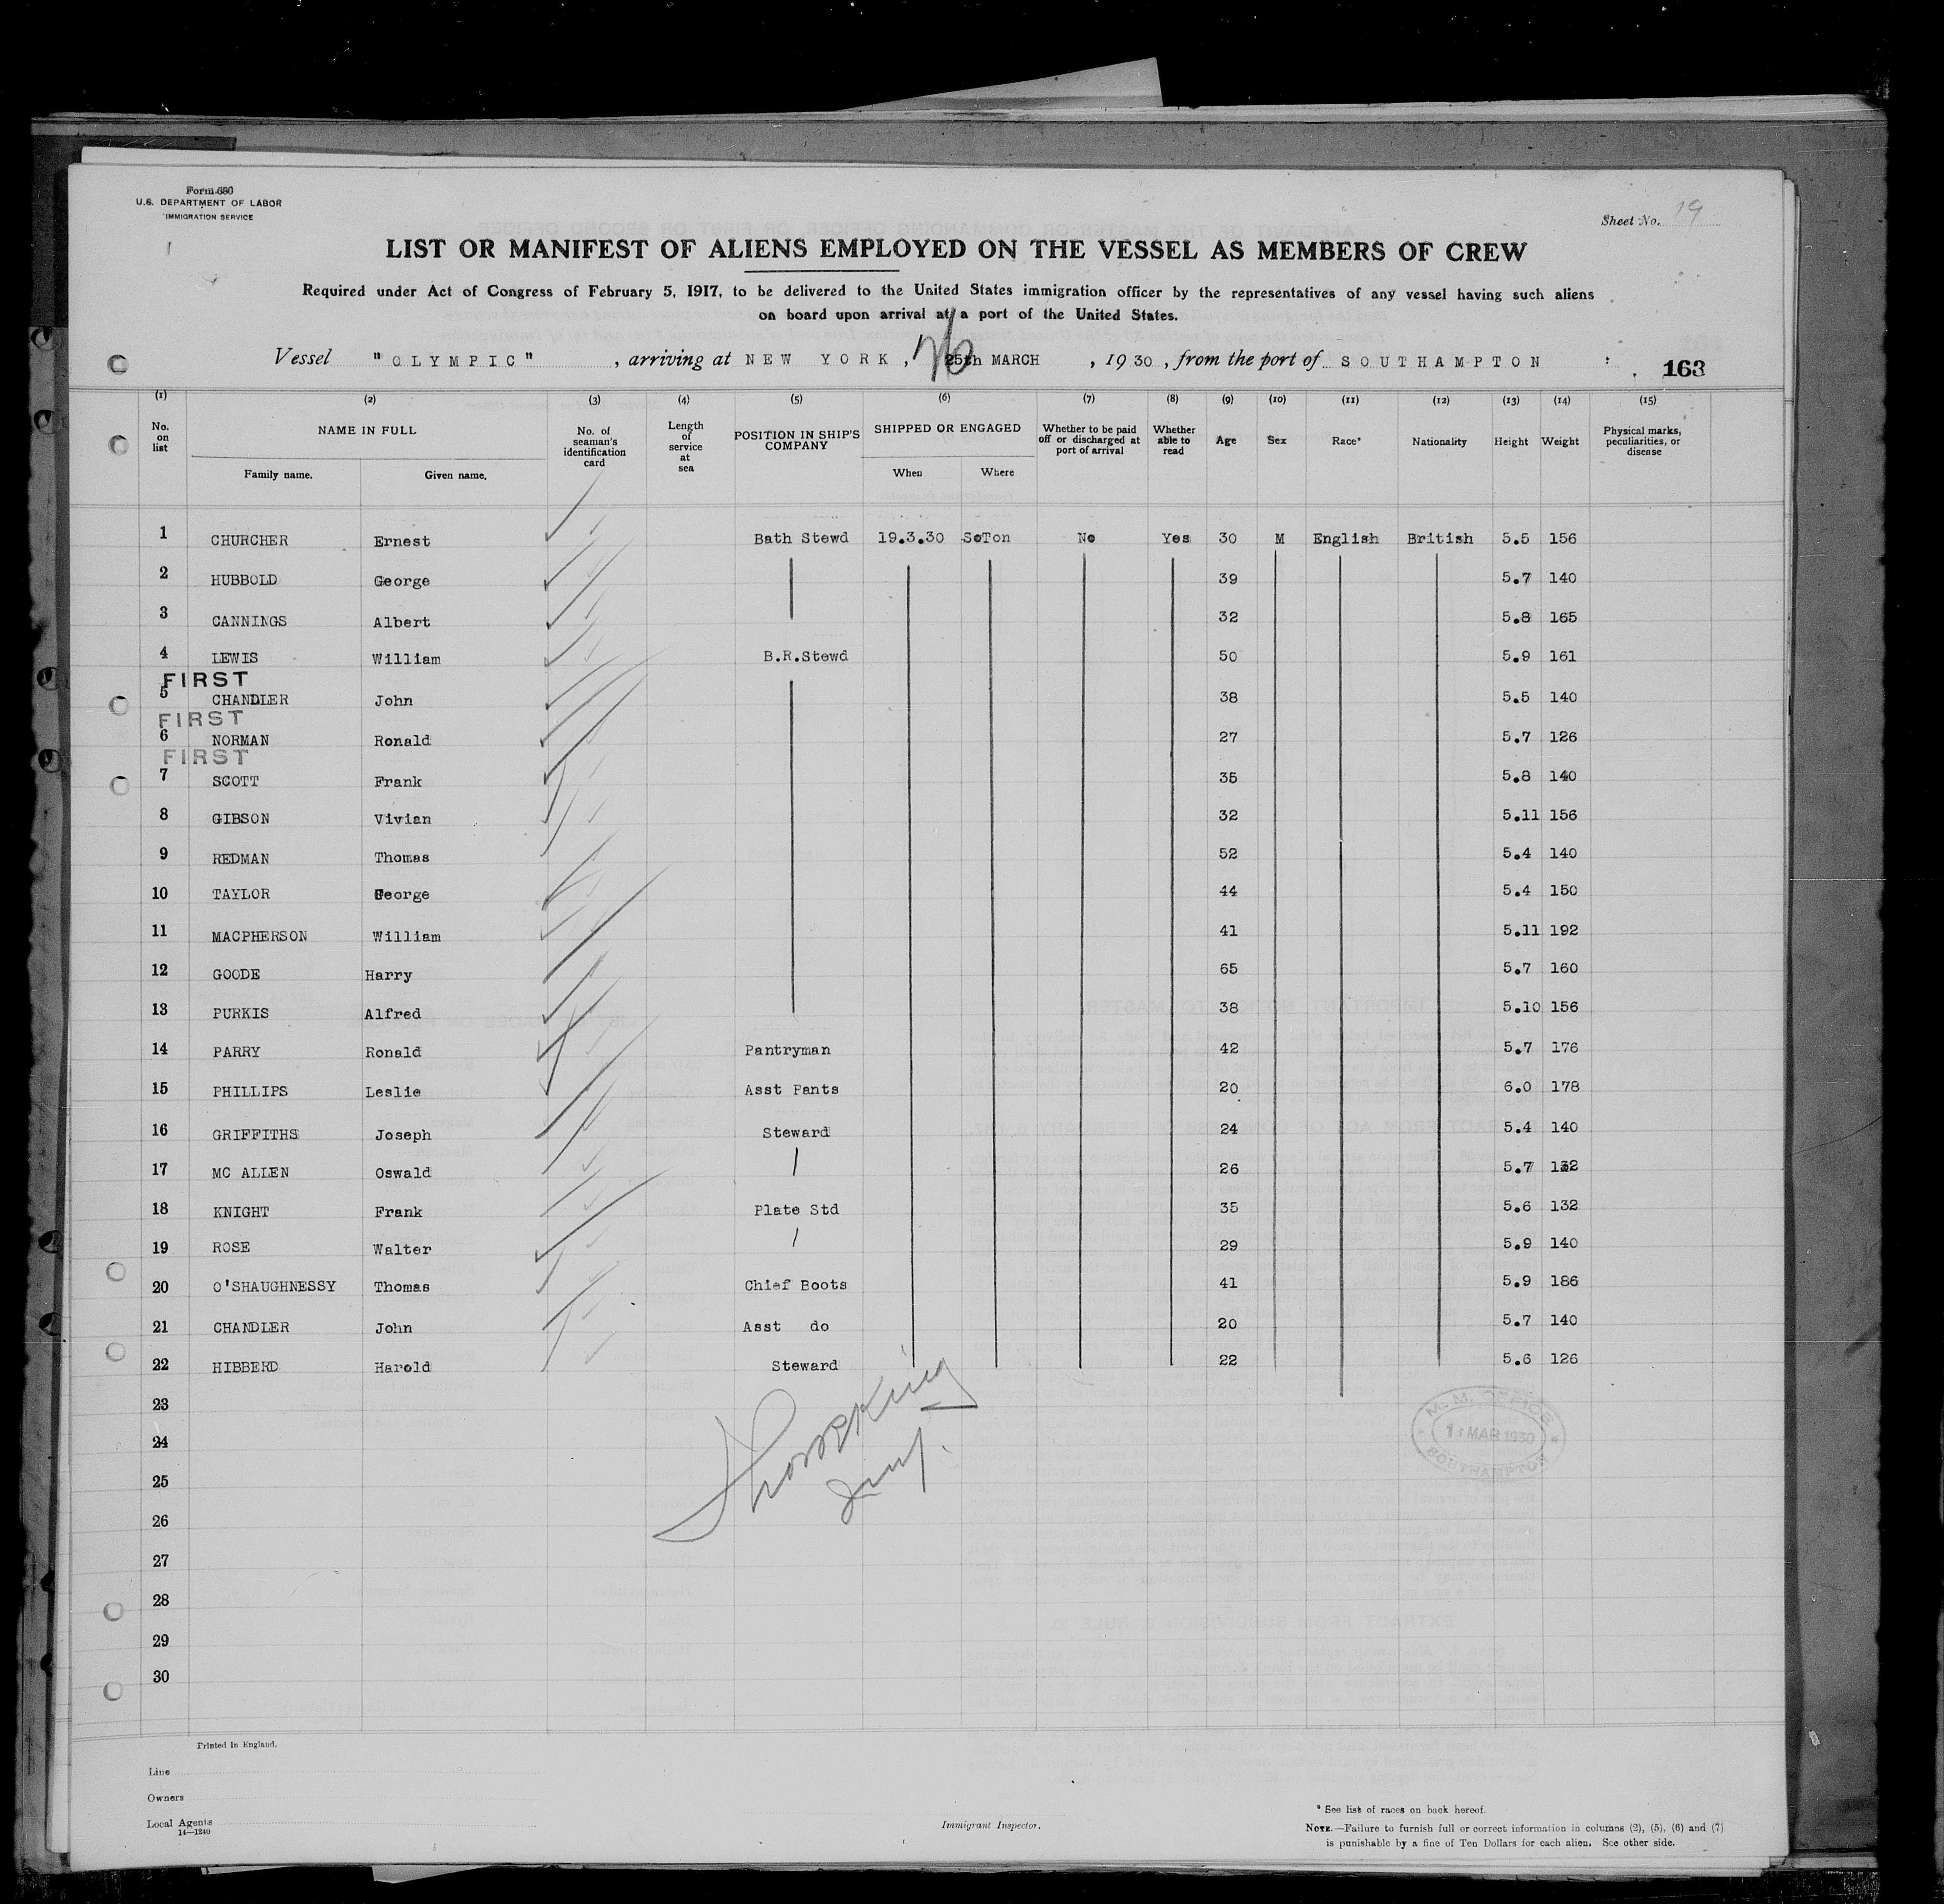 Form 680
U.S. DEPARTMENT OF LABOR
IMMIGRATION SERVICE
Sheet No. 19
LIST OR MANIFEST OF ALIENS EMPLOYED ON THE VESSEL AS MEMBERS OF CREW
Required under Act of Congress of February 5, 1917, to be delivered to the United States immigration officer by the representatives of any vessel having such aliens
on board upon arrival at a port of the United States.
Vessel "OLYMPIC", arriving at NEW YORK, 26 25th MARCH, 1930, from the port of SOUTHAMPTON
163
(1) (2) (3) (4) (5) (6) (7) (8) (9) (10) (11) (12) (13) (14) (15)
No. on list
NAME IN FULL
Family name. Given name.
No. of seaman's identification card
Length of service at sea
POSITION IN SHIP'S COMPANY
SHIPPED OR ENGAGED
When Where
Whether to be paid off or discharged at port of arrival
Whether able to read
Age
Sex
Race*
Nationality
Height
Weight
Physical marks, peculiarities, or disease
1 CHURCHER Ernest Bath Stewd 19.3.30 SoTon No Yes 30 M English British 5.5 156
2 HUBBOLD George 39 5.7 140
3 CANNINGS Albert 32 5.8 165
4 LEWIS William B.R.Stewd 50 5.9 161
FIRST
5 CHANDLER John 38 5.5 140
FIRST
6 NORMAN Ronald 27 5.7 126
FIRST
7 SCOTT Frank 35 5.8 140
8 GIBSON Vivian 32 5.11 156
9 REDMAN Thomas 52 5.4 140
10 TAYLOR George 44 5.4 150
11 MACPHERSON William 41 5.11 192
12 GOODE Harry 65 5.7 160
13 PURKIS Alfred 38 5.10 156
14 PARRY Ronald Pantryman 42 5.7 176
15 PHILLIPS Leslie Asst Pants 20 6.0 178
16 GRIFFITHS Joseph Steward 24 5.4 140
17 MC ALLEN Oswald 26 5.7 132
18 KNIGHT Frank Plate Std 35 5.6 132
19 ROSE Walter 29 5.9 140
20 O'SHAUGHNESSY Thomas Chief Boots 41 5.9 186
21 CHANDLER John Asst do 20 5.7 140
22 HIBBERD Harold Steward 22 5.6 126
23
24
25
26
27
28
29
30
M.M. OFFICE
MAR 1930
SOUTHAMPTON
Printed in England.
Line
Owners
Local Agents
14—1240
Immigrant Inspector.
* See list of races on back hereof.
NOTE.—Failure to furnish full or correct information in columns (2), (5), (6) and (7)
is punishable by a fine of Ten Dollars for each alien. See other side.